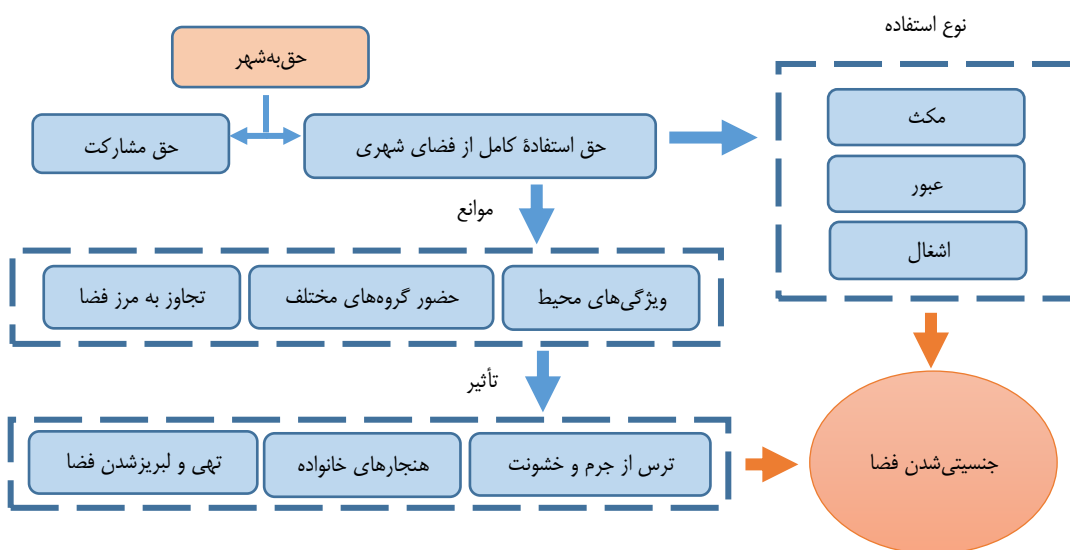 نوع استفاده
حق‌به‌شهر
مکث
حق استفادۀ کامل از فضای شهری
حق مشارکت
عبور
موانع
اشغال
ویژگی‌های محیط
حضور گروه‌های مختلف
تجاوز به مرز فضا
تأثیر
ترس از جرم و خشونت
هنجارهای خانواده
تهی و لبریزشدن فضا
جنسیتی‌شدن فضا